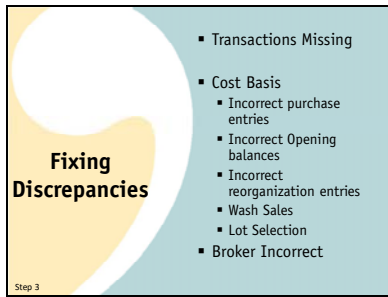 Fixing
Discrepancies
▪ Transactions Missing
▪ Cost Basis
▪ Incorrect purchase
entries
▪ Incorrect Opening
balances
▪ Incorrect
reorganization entries
▪ Wash Sales
▪ Lot Selection
▪ Broker Incorrect
Step 3